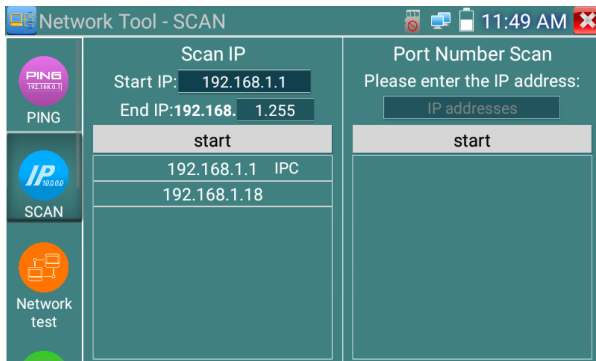 Network Tool - SCAN
11:49 AM
PING
192.168.0.1
PING
IP
10.0.0.0
SCAN
Network
test
Scan IP
Start IP: 192.168.1.1
End IP:192.168. 1.255
start
192.168.1.1 IPC
192.168.1.18
Port Number Scan
Please enter the IP address:
IP addresses
start